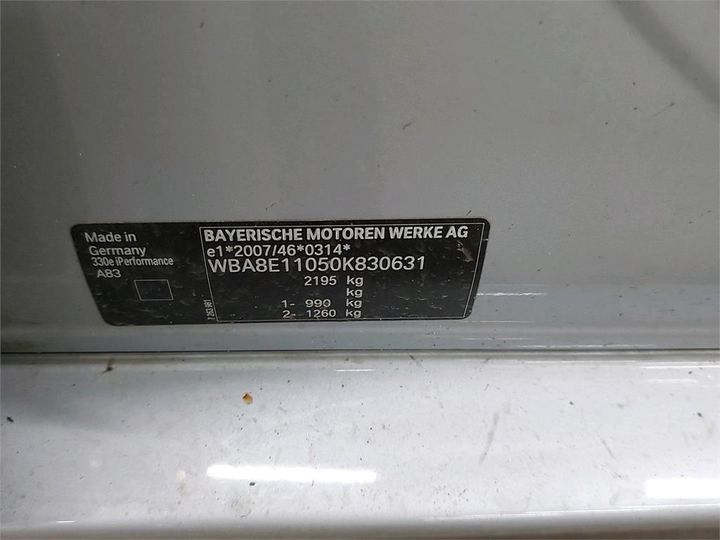 Made in
Germany
330e iPerformance
A83
BAYERISCHE MOTOREN WERKE AG
e1*2007/46*0314*
WBA8E11050K830631
2195 kg
kg
1- 990 kg
2- 1260 kg